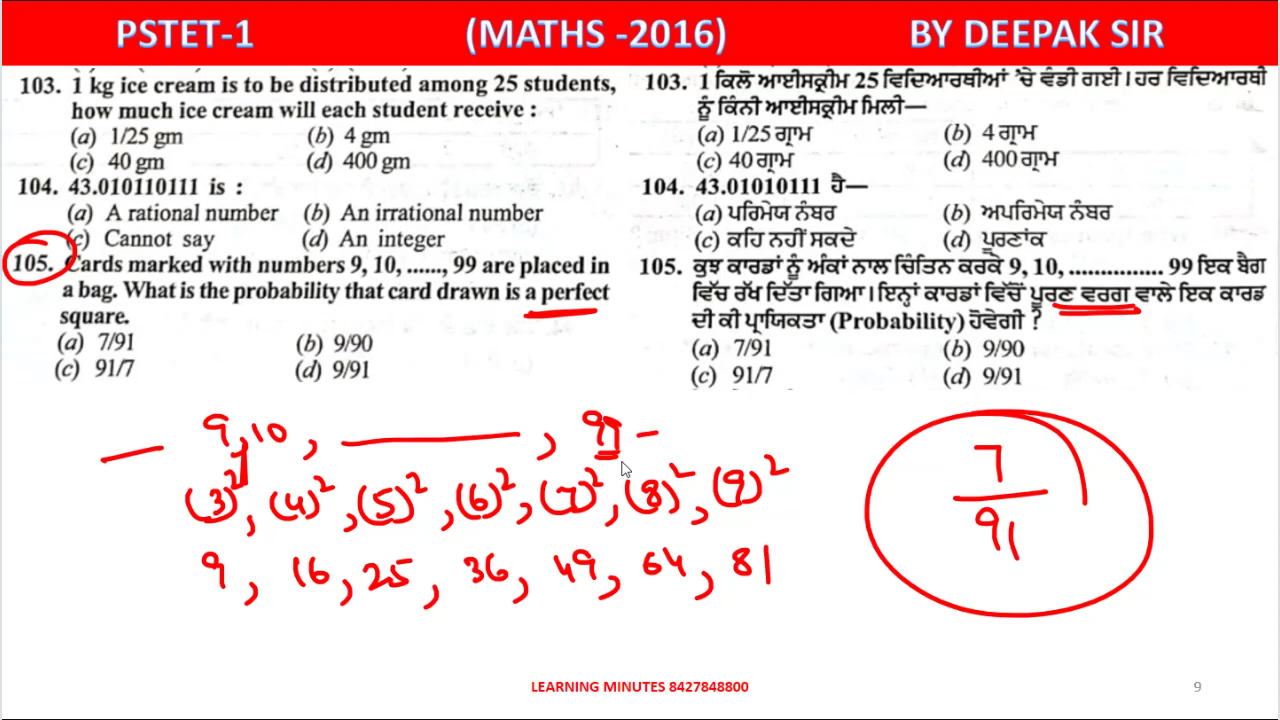 PSTET-1 (MATHS -2016) BY DEEPAK SIR
103. 1 kg ice cream is to be distributed among 25 students,
how much ice cream will each student receive :
(a) 1/25 gm (b) 4 gm
(c) 40 gm (d) 400 gm
104. 43.010110111 is :
(a) A rational number (b) An irrational number
(c) Cannot say (d) An integer
105. Cards marked with numbers 9, 10, ......, 99 are placed in
a bag. What is the probability that card drawn is a perfect
square.
(a) 7/91 (b) 9/90
(c) 91/7 (d) 9/91
103. 1 ਕਿਲੋ ਆਈਸਕ੍ਰੀਮ 25 ਵਿਦਿਆਰਥੀਆਂ 'ਚੇ ਵੰਡੀ ਗਈ। ਹਰ ਵਿਦਿਆਰਥੀ
ਨੂੰ ਕਿੰਨੀ ਆਈਸਕ੍ਰੀਮ ਮਿਲੀ—
(a) 1/25 ਗ੍ਰਾਮ (b) 4 ਗ੍ਰਾਮ
(c) 40 ਗ੍ਰਾਮ (d) 400 ਗ੍ਰਾਮ
104. 43.01010111 ਹੈ—
(a) ਪਰਿਮੇਯ ਨੰਬਰ (b) ਅਪਰਿਮੇਯ ਨੰਬਰ
(c) ਕਹਿ ਨਹੀਂ ਸਕਦੇ (d) ਪੂਰਣਾਂਕ
105. ਕੁਝ ਕਾਰਡਾਂ ਨੂੰ ਅੰਕਾਂ ਨਾਲ ਚਿੰਤਿਨ ਕਰਕੇ 9, 10, ................ 99 ਇਕ ਬੈਗ
ਵਿੱਚ ਰੱਖ ਦਿੱਤਾ ਗਿਆ। ਇਨ੍ਹਾਂ ਕਾਰਡਾਂ ਵਿੱਚੋਂ ਪੂਰਣ ਵਰਗ ਵਾਲੇ ਇਕ ਕਾਰਡ
ਦੀ ਕੀ ਪ੍ਰਾਯਿਕਤਾ (Probability) ਹੋਵੇਗੀ ?
(a) 7/91 (b) 9/90
(c) 91/7 (d) 9/91
9, 10, ———, 99
(3)², (4)², (5)², (6)², (7)², (8)², (9)²
9, 16, 25, 36, 49, 64, 81
7
91
LEARNING MINUTES 8427848800
9